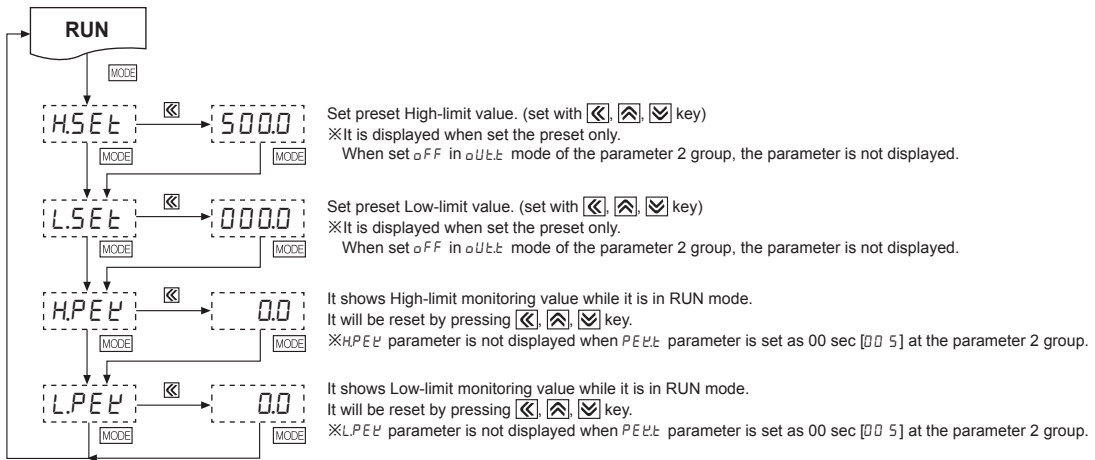 RUN
MODE
H.SEt « 500.0
MODE MODE
Set preset High-limit value. (set with «, ︽, ︾ key)
※It is displayed when set the preset only.
When set oFF in oUt.t mode of the parameter 2 group, the parameter is not displayed.
L.SEt « 000.0
MODE MODE
Set preset Low-limit value. (set with «, ︽, ︾ key)
※It is displayed when set the preset only.
When set oFF in oUt.t mode of the parameter 2 group, the parameter is not displayed.
H.PEK « 0.0
MODE MODE
It shows High-limit monitoring value while it is in RUN mode.
It will be reset by pressing «, ︽, ︾ key.
※H.PEK parameter is not displayed when PEK.t parameter is set as 00 sec [00 S] at the parameter 2 group.
L.PEK « 0.0
MODE MODE
It shows Low-limit monitoring value while it is in RUN mode.
It will be reset by pressing «, ︽, ︾ key.
※L.PEK parameter is not displayed when PEK.t parameter is set as 00 sec [00 S] at the parameter 2 group.